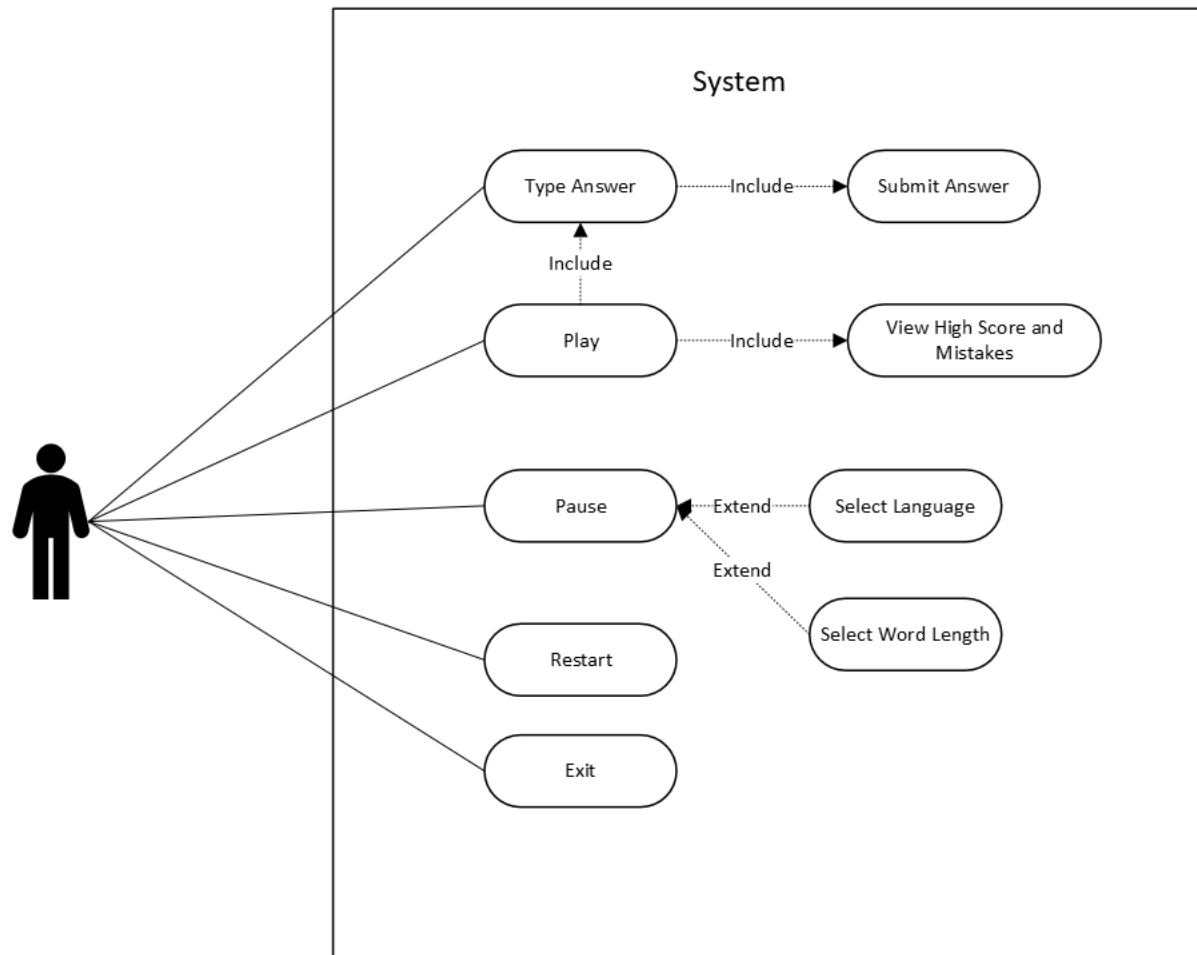 System
Type Answer
Include
Submit Answer
Include
Play
Include
View High Score and
Mistakes
Pause
Extend
Select Language
Extend
Select Word Length
Restart
Exit